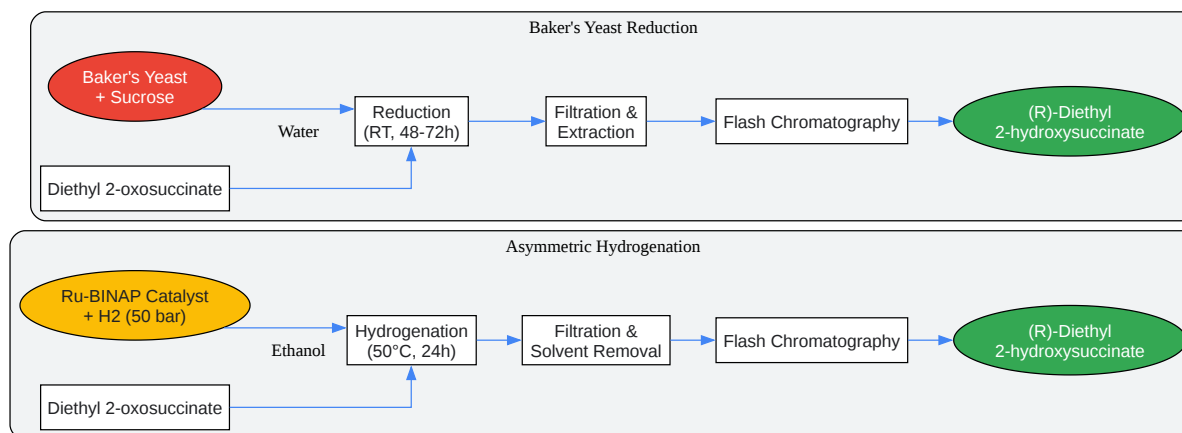 Baker's Yeast Reduction
Baker's Yeast
+ Sucrose
Water
Reduction
(RT, 48-72h)
Filtration &
Extraction
Flash Chromatography
(R)-Diethyl
2-hydroxysuccinate
Diethyl 2-oxosuccinate
Asymmetric Hydrogenation
Ru-BINAP Catalyst
+ H2 (50 bar)
Ethanol
Hydrogenation
(50°C, 24h)
Filtration &
Solvent Removal
Flash Chromatography
(R)-Diethyl
2-hydroxysuccinate
Diethyl 2-oxosuccinate